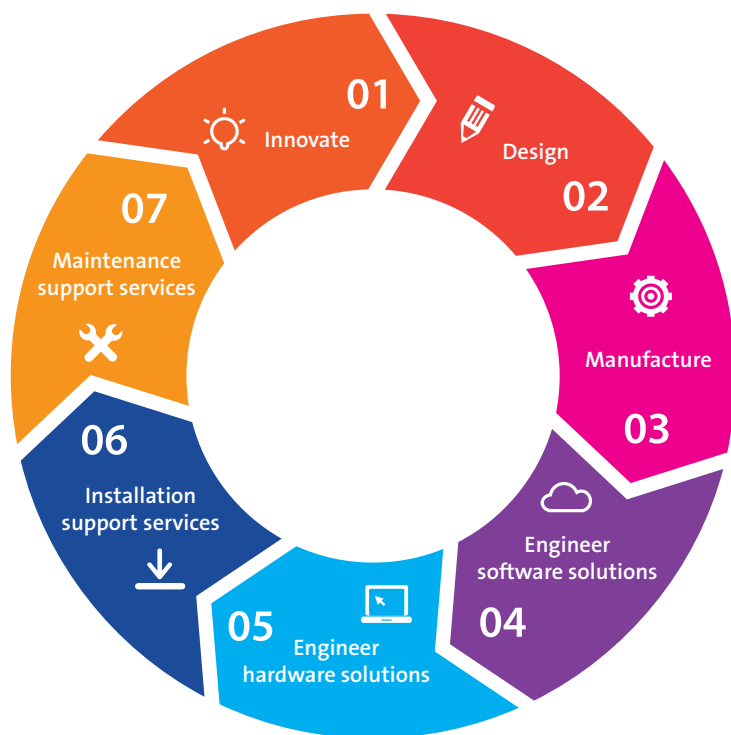 01
Innovate
Design
02
Manufacture
03
Engineer
software solutions
04
05
Engineer
hardware solutions
06
Installation
support services
07
Maintenance
support services